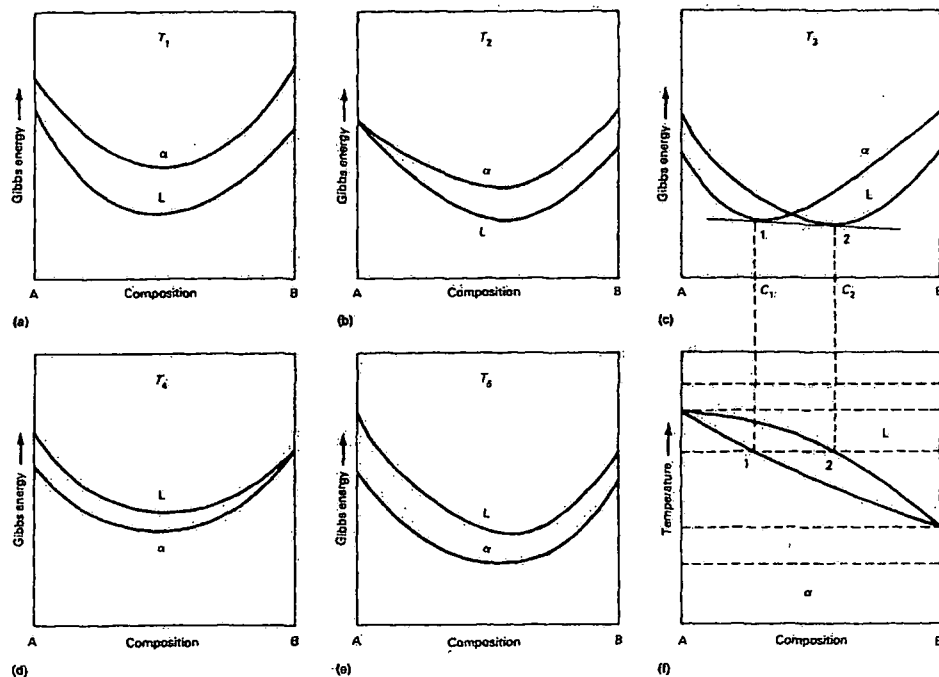 T1
Gibbs energy
α
L
A
Composition
B
(a)
T2
Gibbs energy
α
L
A
Composition
B
(b)
T3
Gibbs energy
α
L
1
2
A
C1
C2
(c)
T4
Gibbs energy
L
α
A
Composition
B
(d)
T5
Gibbs energy
L
α
A
Composition
B
(e)
L
1
2
Temperature
α
A
Composition
B
(f)